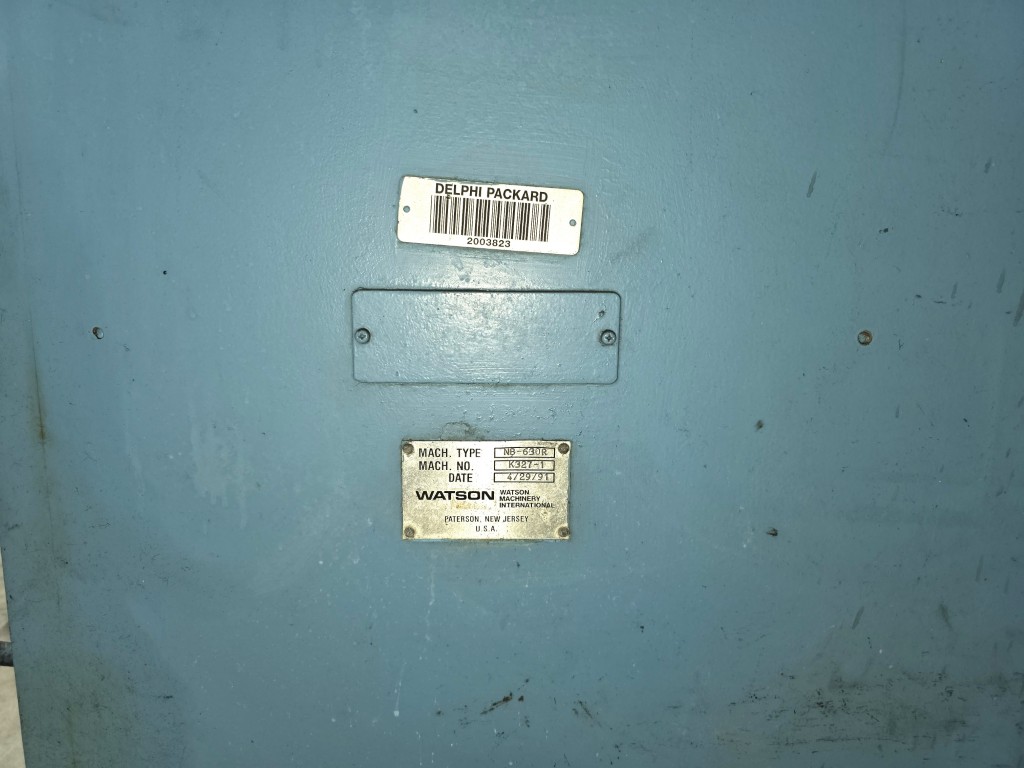 DELPHI PACKARD
2003823
MACH. TYPE NB-630R
MACH. NO. K327-1
DATE 4/29/91
WATSON WATSON MACHINERY INTERNATIONAL
PATERSON, NEW JERSEY
U.S.A.